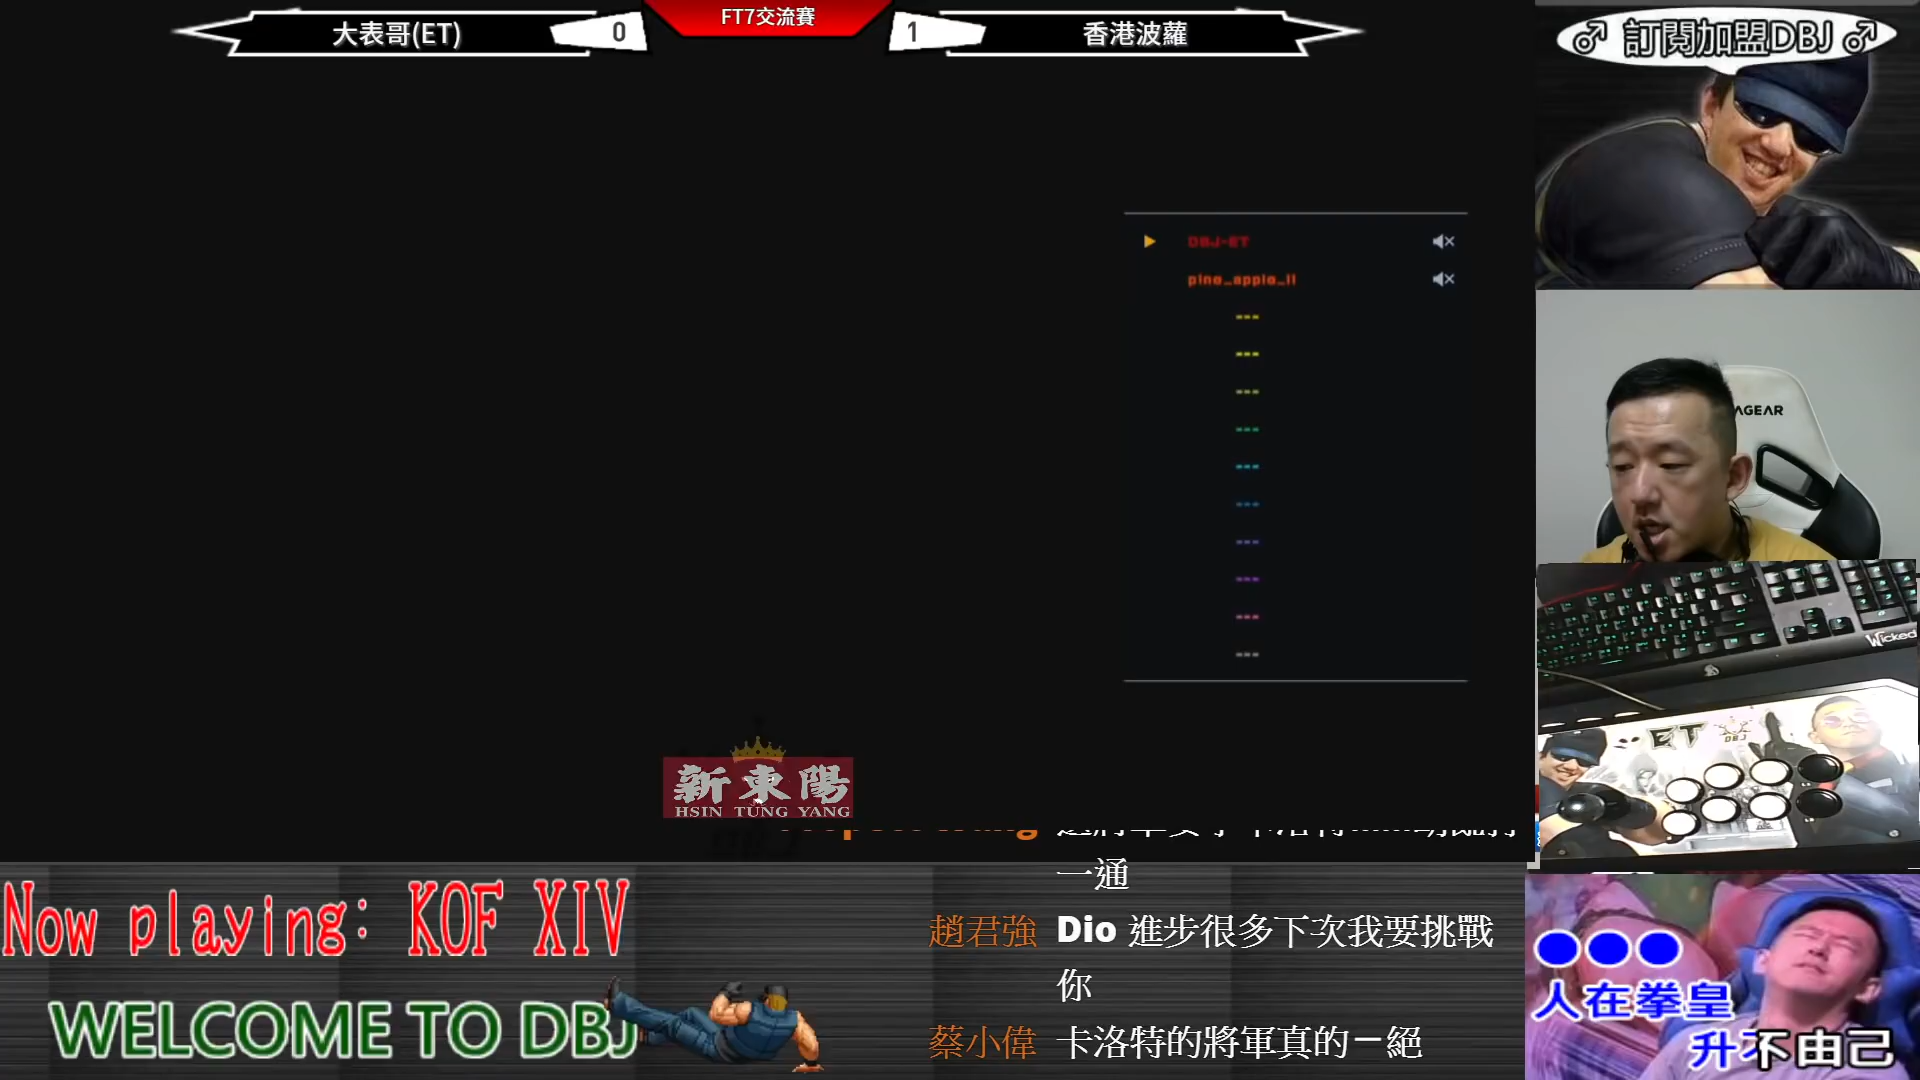 大表哥(ET)
0
FT7交流賽
1
香港波蘿
♂ 訂閱加盟DBJ ♂
DBJ-ET
pine_apple_ll
---
---
---
---
---
---
---
---
---
---
AGEAR
Wicked
ET
DBJ
新東陽
HSIN TUNG YANG
一通
趙君強 Dio 進步很多下次我要挑戰
你
蔡小偉 卡洛特的將軍真的一絕
Now playing: KOF XIV
WELCOME TO DBJ
人在拳皇
升不由己